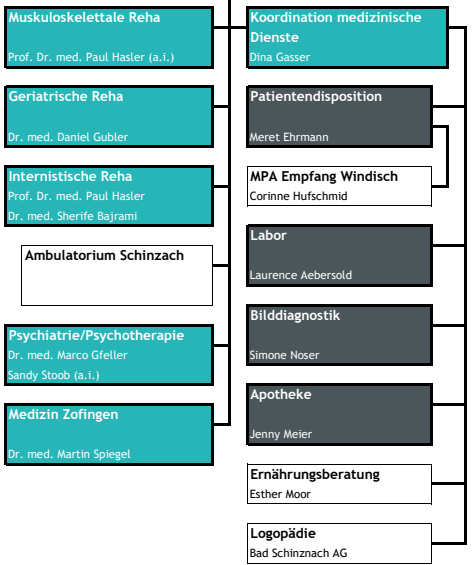 Muskuloskelettale Reha
Prof. Dr. med. Paul Hasler (a.i.)
Geriatrische Reha
Dr. med. Daniel Gubler
Internistische Reha
Prof. Dr. med. Paul Hasler
Dr. med. Sherife Bajrami
Ambulatorium Schinzach
Psychiatrie/Psychotherapie
Dr. med. Marco Gfeller
Sandy Stoob (a.i.)
Medizin Zofingen
Dr. med. Martin Spiegel
Koordination medizinische
Dienste
Dina Gasser
Patientendisposition
Meret Ehrmann
MPA Empfang Windisch
Corinne Hufschmid
Labor
Laurence Aebersold
Bilddiagnostik
Simone Noser
Apotheke
Jenny Meier
Ernährungsberatung
Esther Moor
Logopädie
Bad Schinznach AG